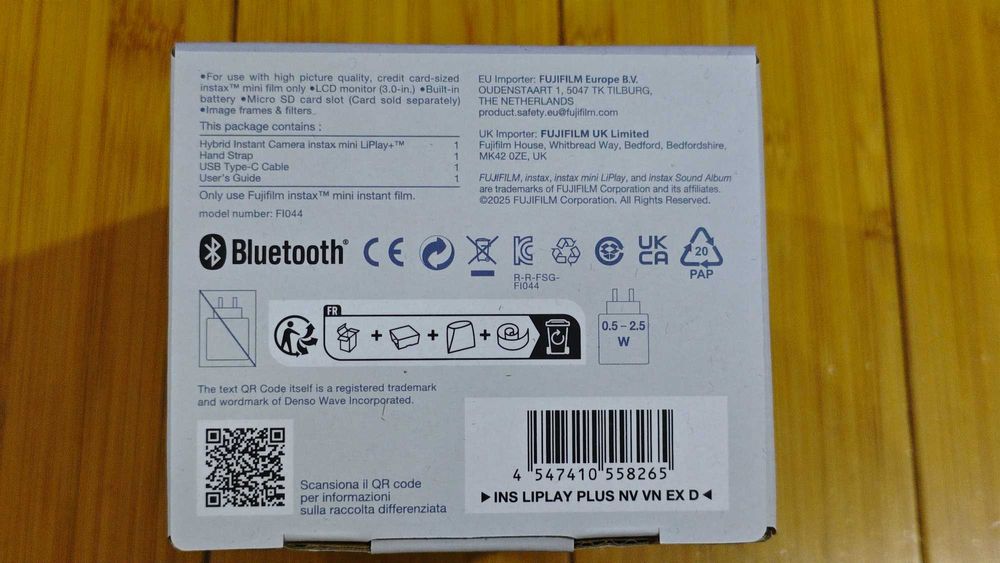 •For use with high picture quality, credit card-sized
instax™ mini film only •LCD monitor (3.0-in.) •Built-in
battery •Micro SD card slot (Card sold separately)
•Image frames & filters
This package contains :
Hybrid Instant Camera instax mini LiPlay+™ 1
Hand Strap 1
USB Type-C Cable 1
User's Guide 1
Only use Fujifilm instax™ mini instant film.
model number: FI044
EU Importer: FUJIFILM Europe B.V.
OUDENSTAART 1, 5047 TK TILBURG,
THE NETHERLANDS
product.safety.eu@fujifilm.com
UK Importer: FUJIFILM UK Limited
Fujifilm House, Whitbread Way, Bedford, Bedfordshire,
MK42 0ZE, UK
FUJIFILM, instax, instax mini LiPlay, and instax Sound Album
are trademarks of FUJIFILM Corporation and its affiliates.
©2025 FUJIFILM Corporation. All Rights Reserved.
Bluetooth®
CE
R-R-FSG-
FI044
UK
CA
20
PAP
FR
+ + +
0.5 – 2.5
W
The text QR Code itself is a registered trademark
and wordmark of Denso Wave Incorporated.
Scansiona il QR code
per informazioni
sulla raccolta differenziata
4 547410 558265
▶ INS LIPLAY PLUS NV VN EX D ◀